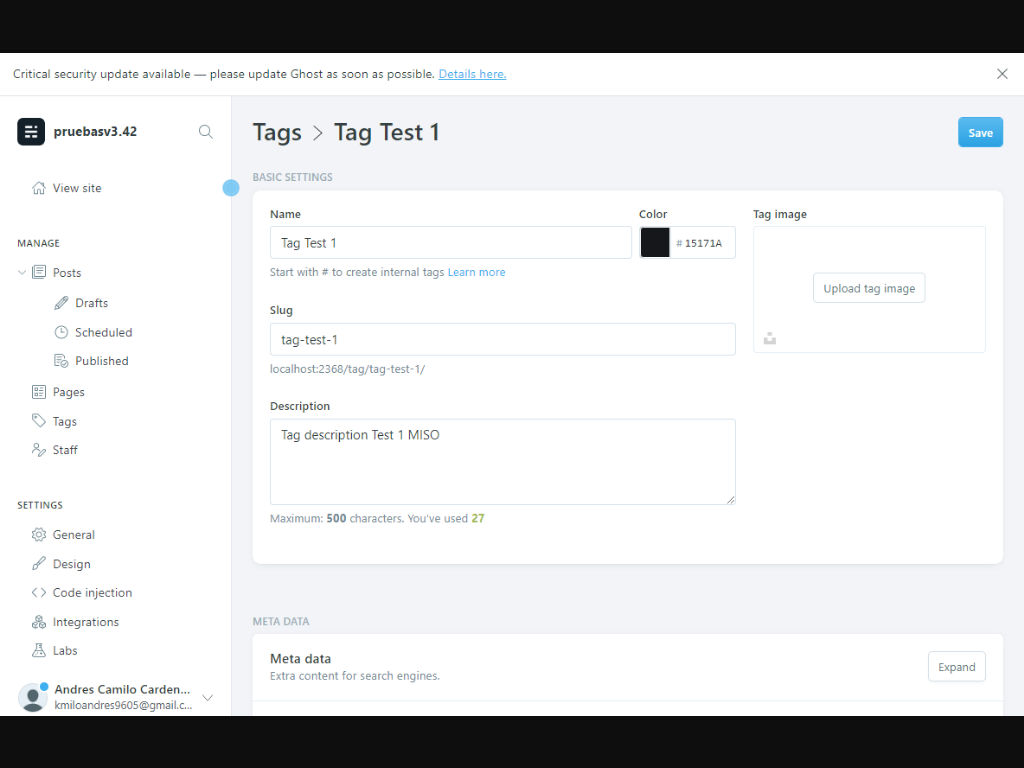 Critical security update available — please update Ghost as soon as possible. Details here.
pruebasv3.42
View site
MANAGE
Posts
Drafts
Scheduled
Published
Pages
Tags
Staff
SETTINGS
General
Design
Code injection
Integrations
Labs
Andres Camilo Carden...
kmiloandres9605@gmail.c...
Tags > Tag Test 1
Save
BASIC SETTINGS
Name
Tag Test 1
Color
# 15171A
Start with # to create internal tags Learn more
Slug
tag-test-1
localhost:2368/tag/tag-test-1/
Description
Tag description Test 1 MISO
Maximum: 500 characters. You've used 27
Tag image
Upload tag image
META DATA
Meta data
Extra content for search engines.
Expand